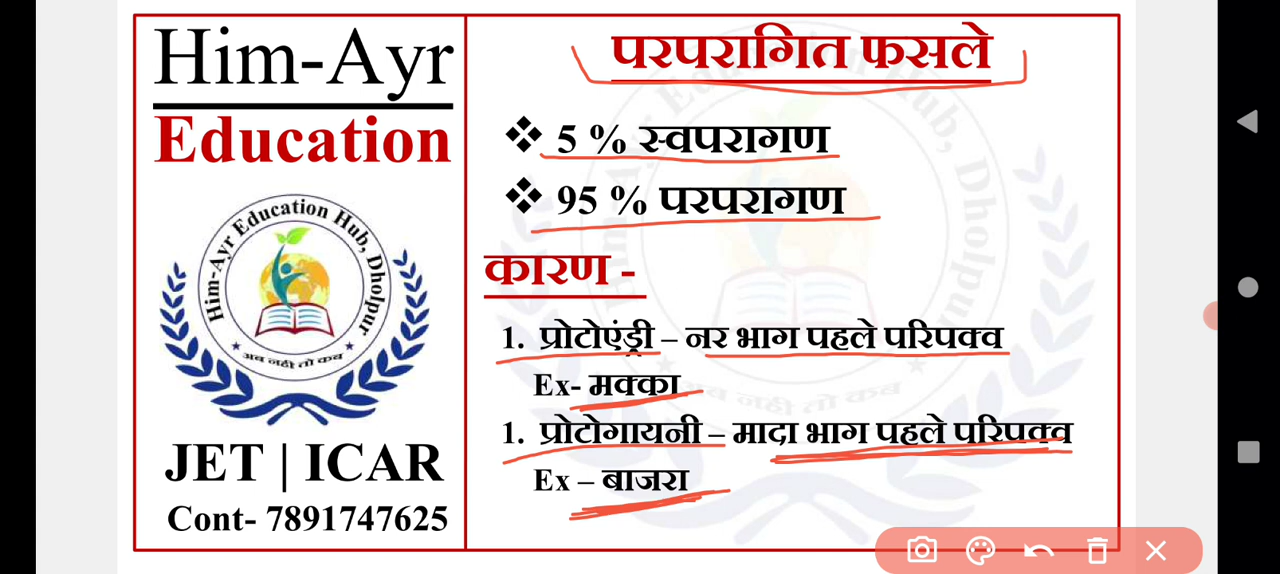 Him-Ayr
Education
Him-Ayr Education Hub, Dholpur
अब नही तो कब
JET | ICAR
Cont- 7891747625
परपरागित फसले
❖ 5 % स्वपरागण
❖ 95 % परपरागण
कारण -
1. प्रोटोएंड्री – नर भाग पहले परिपक्व
Ex- मक्का
1. प्रोटोगायनी – मादा भाग पहले परिपक्व
Ex – बाजरा